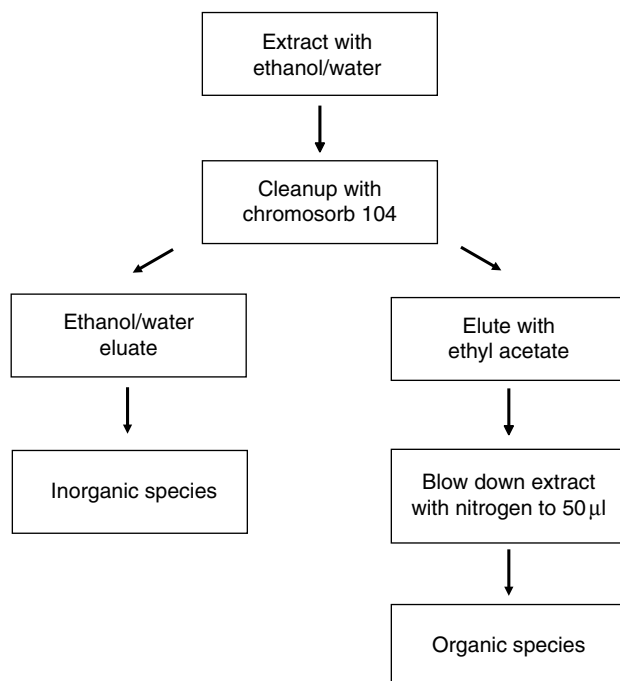 Extract with
ethanol/water
Cleanup with
chromosorb 104
Ethanol/water
eluate
Inorganic species
Elute with
ethyl acetate
Blow down extract
with nitrogen to 50 µl
Organic species